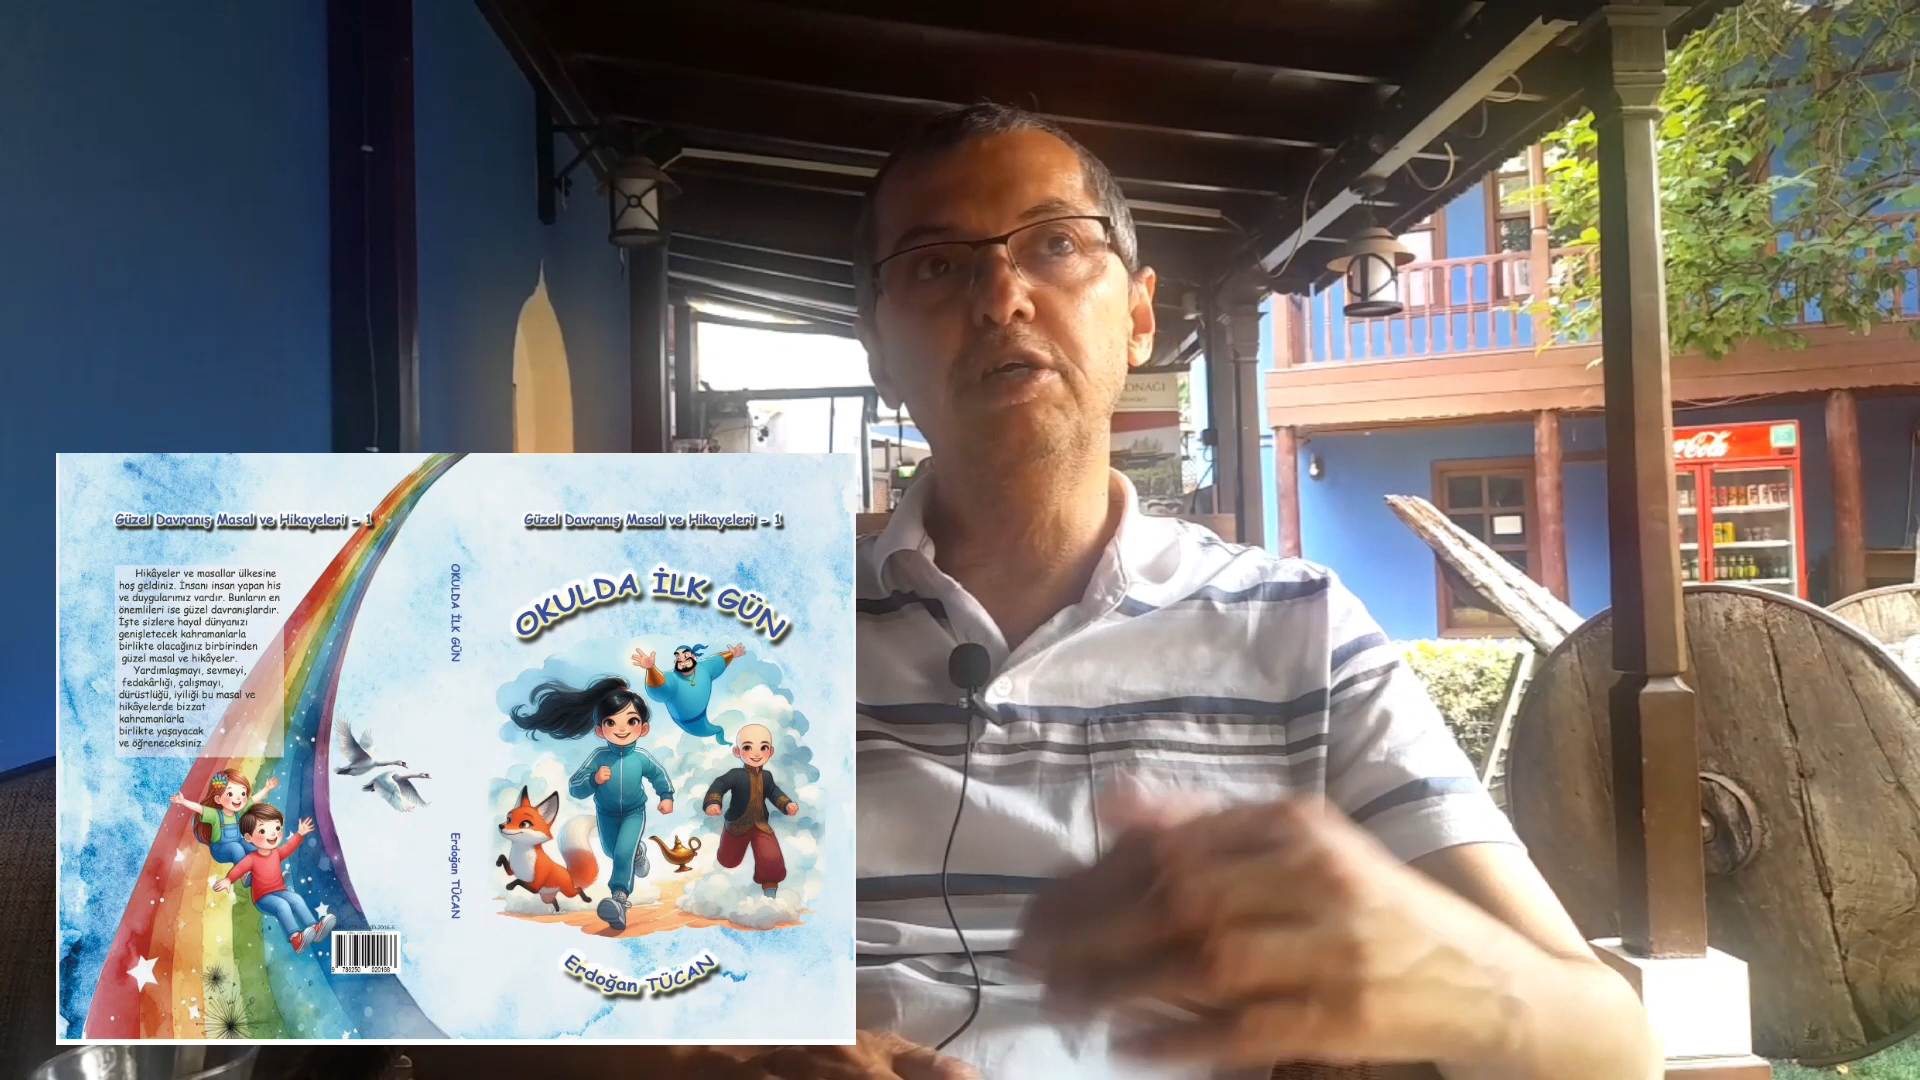 Güzel Davranış Masal ve Hikayeleri - 1
Hikâyeler ve masallar ülkesine
hoş geldiniz. İnsanı insan yapan his
ve duygularımız vardır. Bunların en
önemlileri ise güzel davranışlardır.
İşte sizlere hayal dünyanızı
genişletecek kahramanlarla
birlikte olacağınız birbirinden
güzel masal ve hikâyeler.
Yardımlaşmayı, sevmeyi,
fedakârlığı, çalışmayı,
dürüstlüğü, iyiliği bu masal ve
hikâyelerde bizzat
kahramanlarla
birlikte yaşayacak
ve öğreneceksiniz.
9 786250 020166
OKULDA İLK GÜN
Erdoğan TÜCAN
Güzel Davranış Masal ve Hikayeleri - 1
OKULDA İLK GÜN
Erdoğan TÜCAN